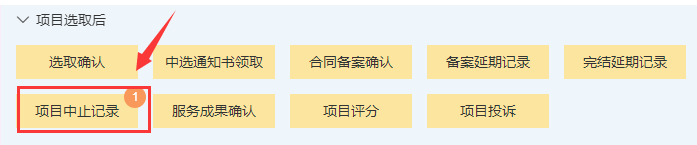 项目选取后
选取确认 中选通知书领取 合同备案确认 备案延期记录 完结延期记录
项目中止记录 1 服务成果确认 项目评分 项目投诉